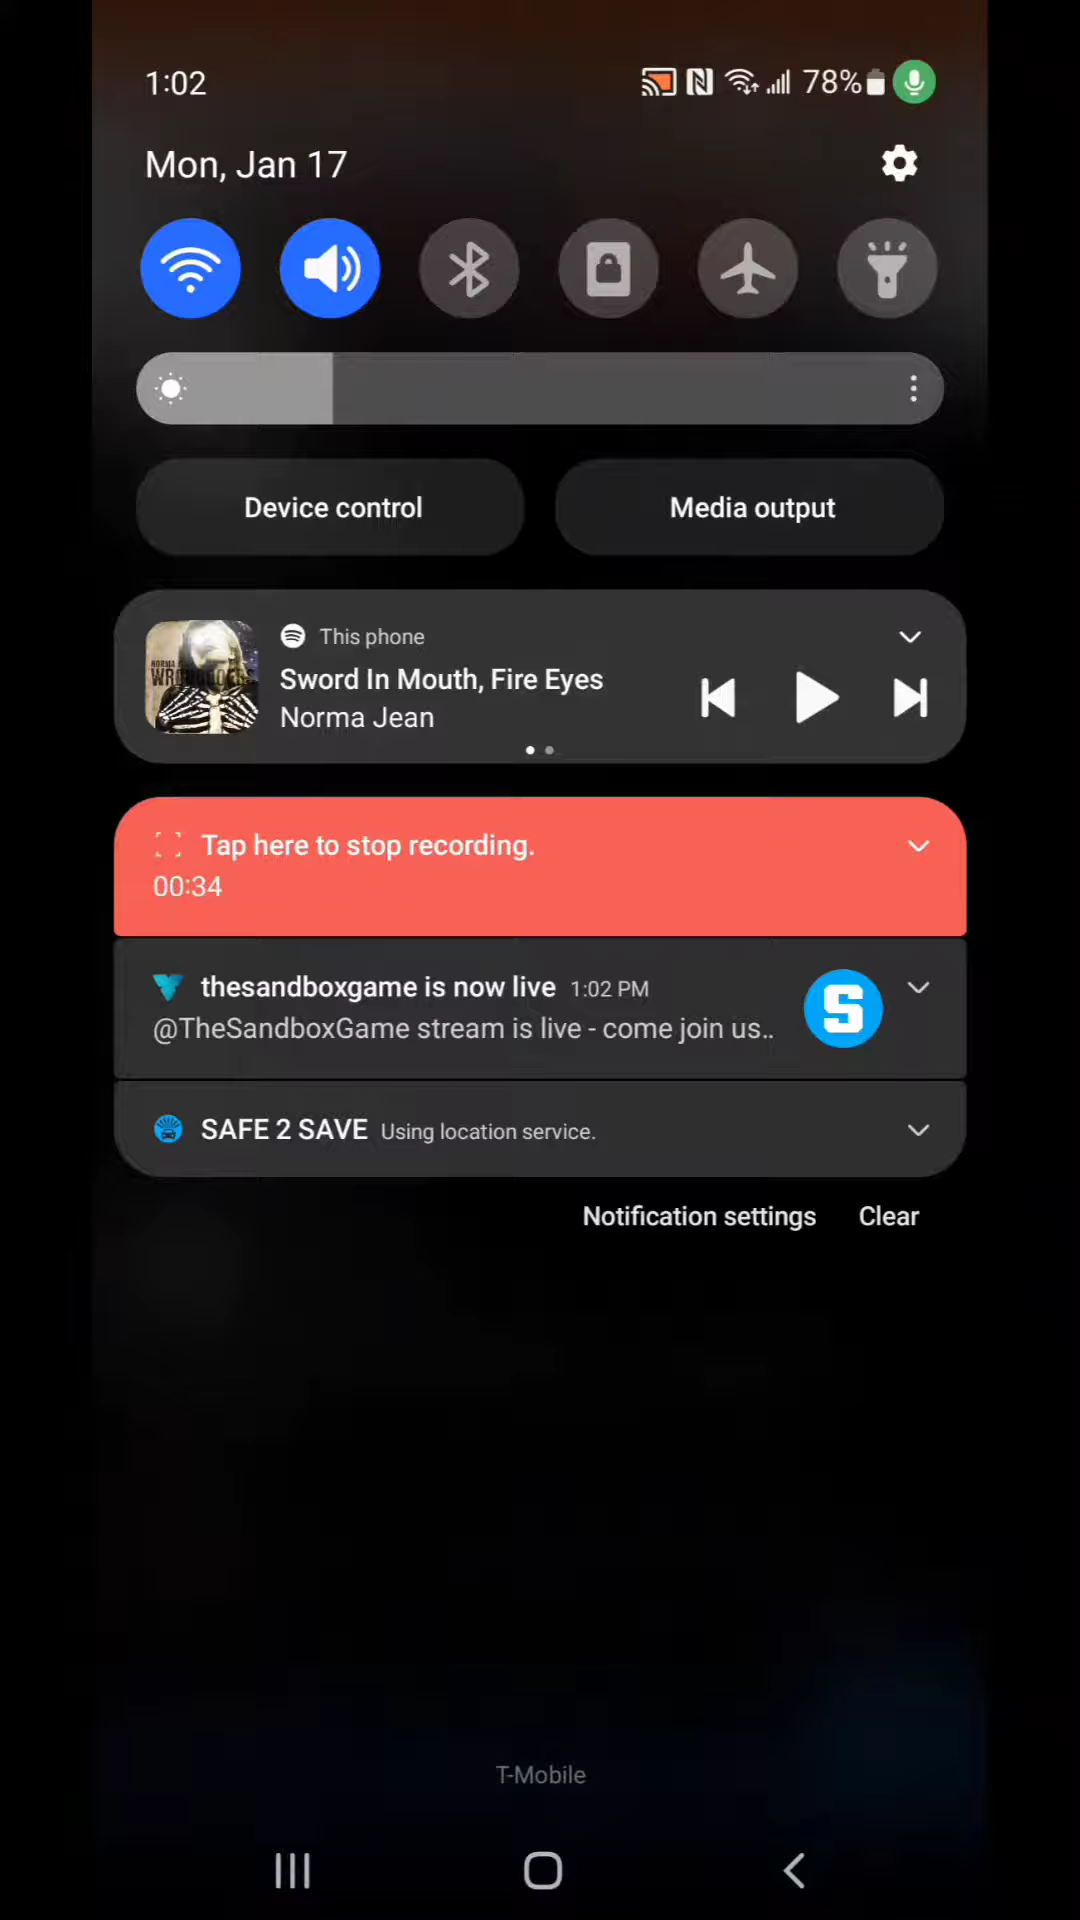 1:02
78%
Mon, Jan 17
Device control
Media output
This phone
Sword In Mouth, Fire Eyes
Norma Jean
Tap here to stop recording.
00:34
thesandboxgame is now live 1:02 PM
@TheSandboxGame stream is live - come join us..
S
SAFE 2 SAVE Using location service.
Notification settings
Clear
T-Mobile